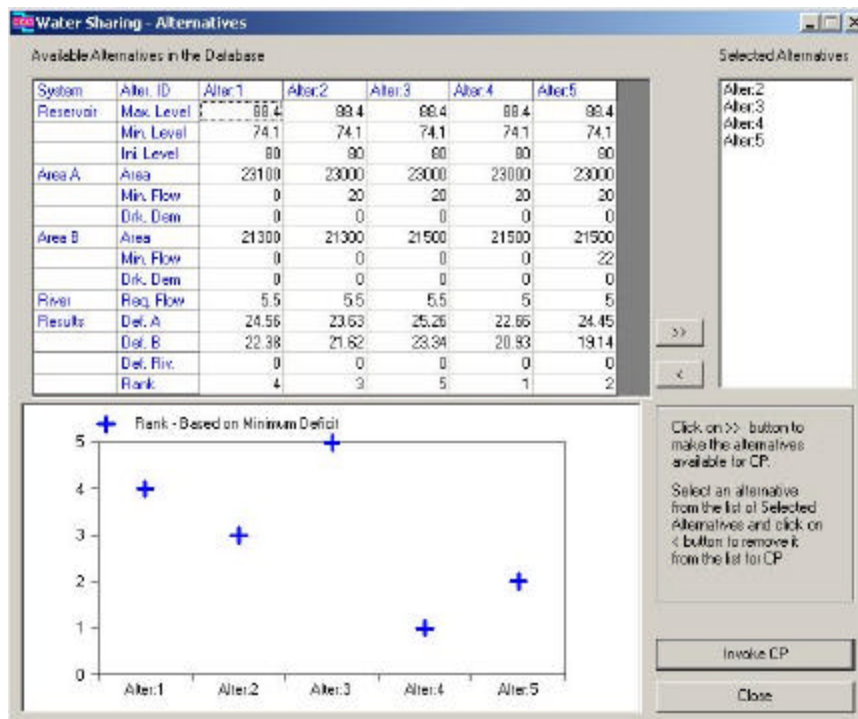 Water Sharing - Alternatives
Available Alternatives in the Database
Selected Alternatives
System Alter. ID Alter:1 Alter:2 Alter:3 Alter:4 Alter:5
Reservoir Max. Level 88.4 88.4 88.4 88.4 88.4
Min. Level 74.1 74.1 74.1 74.1 74.1
Ini. Level 80 80 80 80 80
Area A Area 23100 23000 23000 23000 23000
Min. Flow 0 20 20 20 20
Drk. Dem 0 0 0 0 0
Area B Area 21300 21300 21500 21500 21500
Min. Flow 0 0 0 0 22
Drk. Dem 0 0 0 0 0
River Req. Flow 5.5 5.5 5.5 5 5
Results Def. A 24.56 23.63 25.26 22.66 24.45
Def. B 22.38 21.62 23.34 20.93 19.14
Def. Riv. 0 0 0 0 0
Rank 4 3 5 1 2
Alter:2
Alter:3
Alter:4
Alter:5
>>
<
Rank - Based on Minimum Deficit
5
4
3
2
1
0
Alter:1 Alter:2 Alter:3 Alter:4 Alter:5
Click on >> button to
make the alternatives
available for CP.
Select an alternative
from the list of Selected
Alternatives and click on
< button to remove it
from the list for CP
Invoke CP
Close